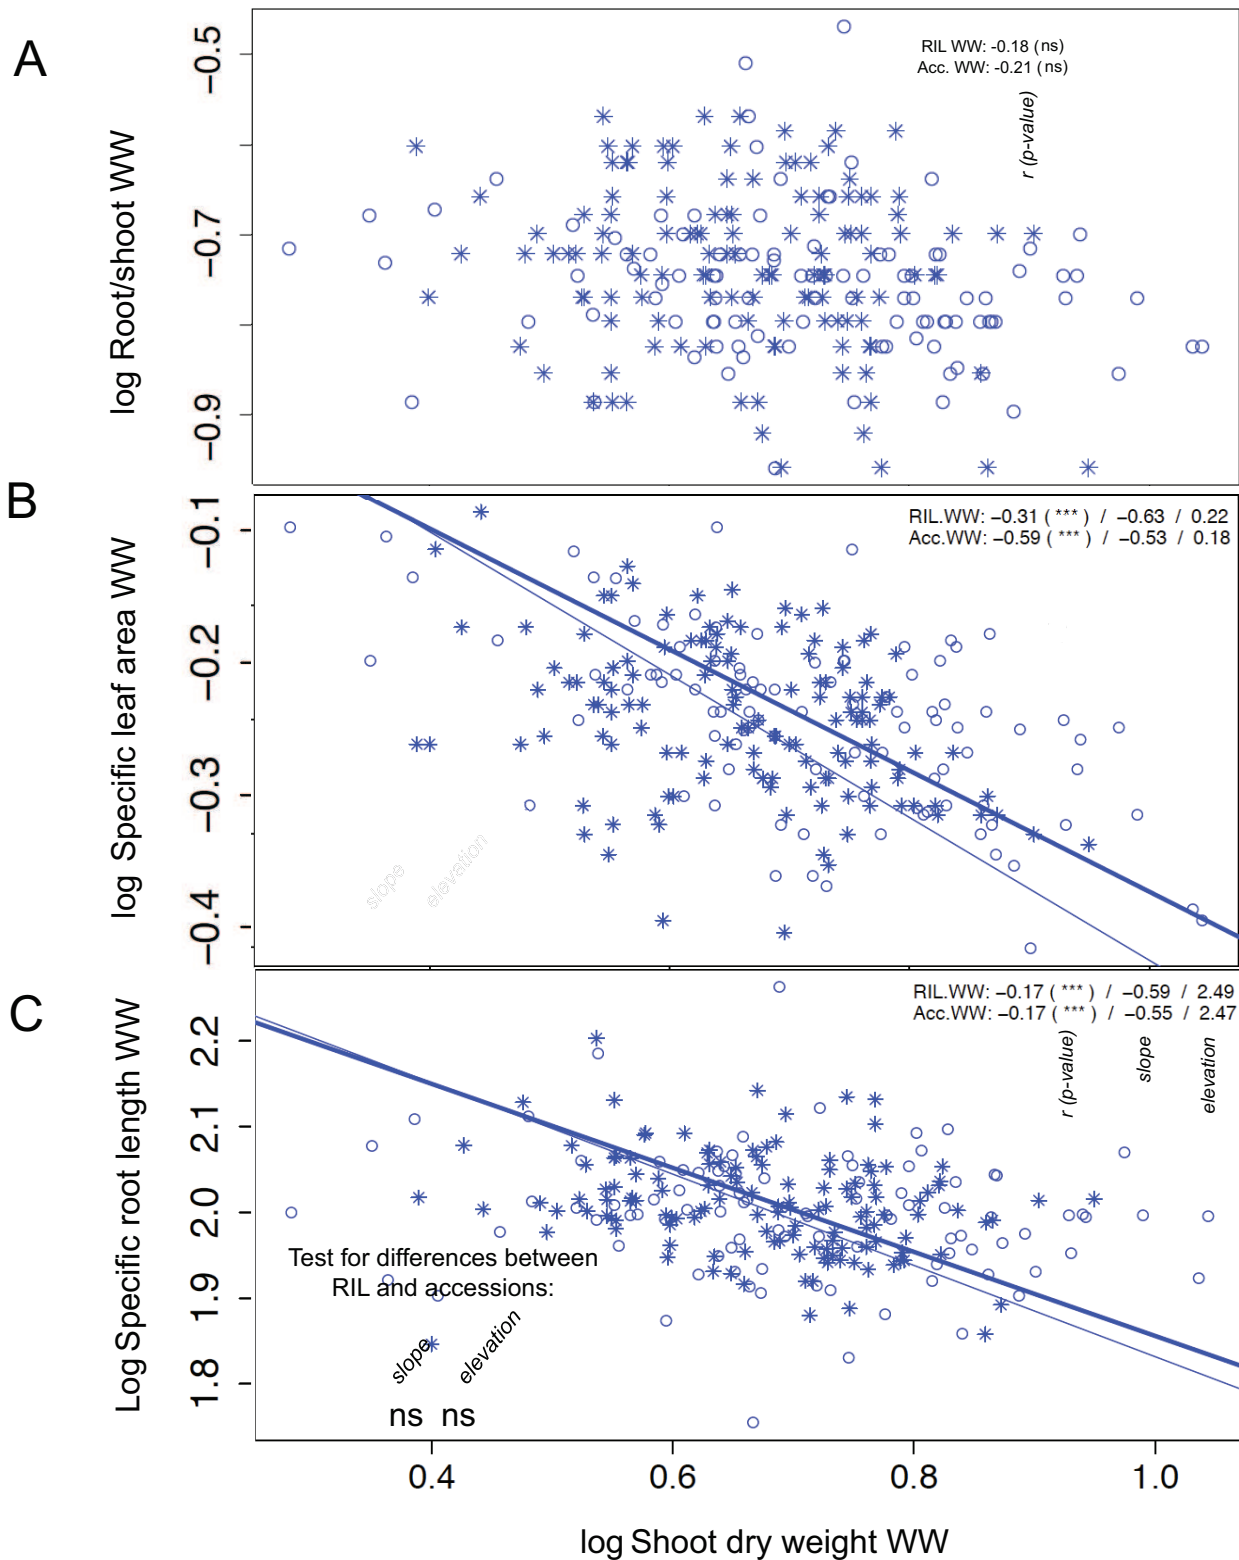 A
log Root/shoot WW
−0.5
−0.7
−0.9
RIL WW: -0.18 (ns)
Acc. WW: -0.21 (ns)
r (p-value)
B
log Specific leaf area WW
−0.1
−0.2
−0.3
−0.4
RIL.WW: −0.31 ( *** ) / −0.63 / 0.22
Acc.WW: −0.59 ( *** ) / −0.53 / 0.18
slope
elevation
C
Log Specific root length WW
2.2
2.1
2.0
1.9
1.8
RIL.WW: −0.17 ( *** ) / −0.59 / 2.49
Acc.WW: −0.17 ( *** ) / −0.55 / 2.47
r (p-value)
slope
elevation
Test for differences between
RIL and accessions:
slope
elevation
ns ns
0.4 0.6 0.8 1.0
log Shoot dry weight WW